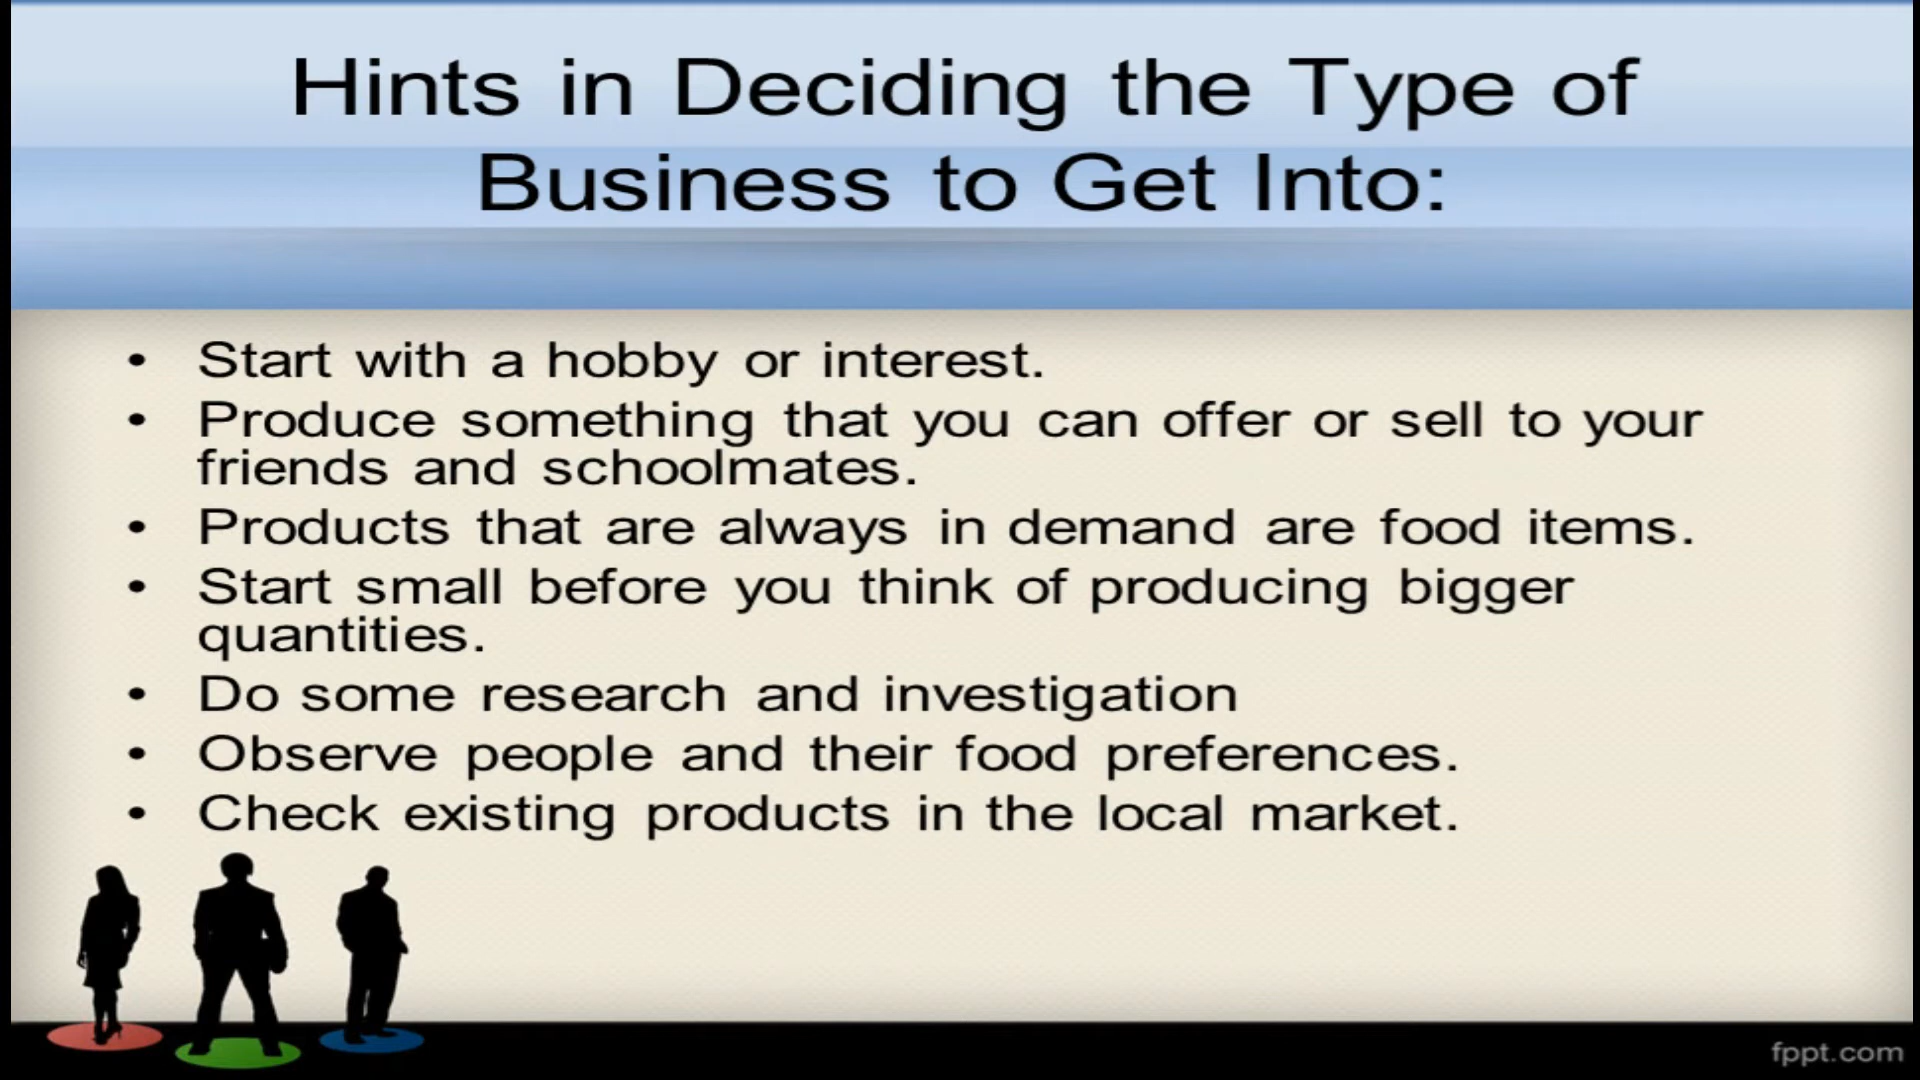 Hints in Deciding the Type of
Business to Get Into:
• Start with a hobby or interest.
• Produce something that you can offer or sell to your
friends and schoolmates.
• Products that are always in demand are food items.
• Start small before you think of producing bigger
quantities.
• Do some research and investigation
• Observe people and their food preferences.
• Check existing products in the local market.
fppt.com